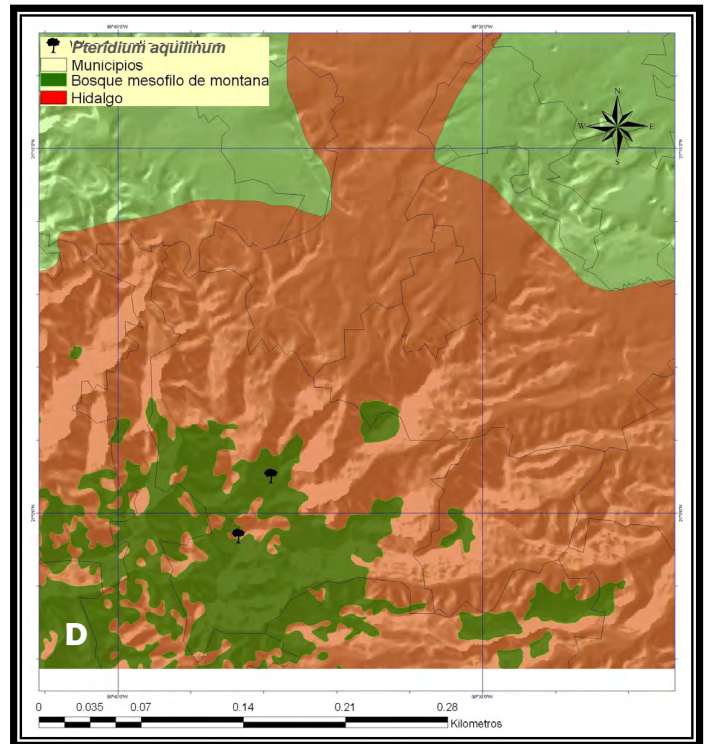 Pteridium aquilinum
Municipios
Bosque mesofilo de montana
Hidalgo
N
W E
S
D
0 0.035 0.07 0.14 0.21 0.28
Kilometros